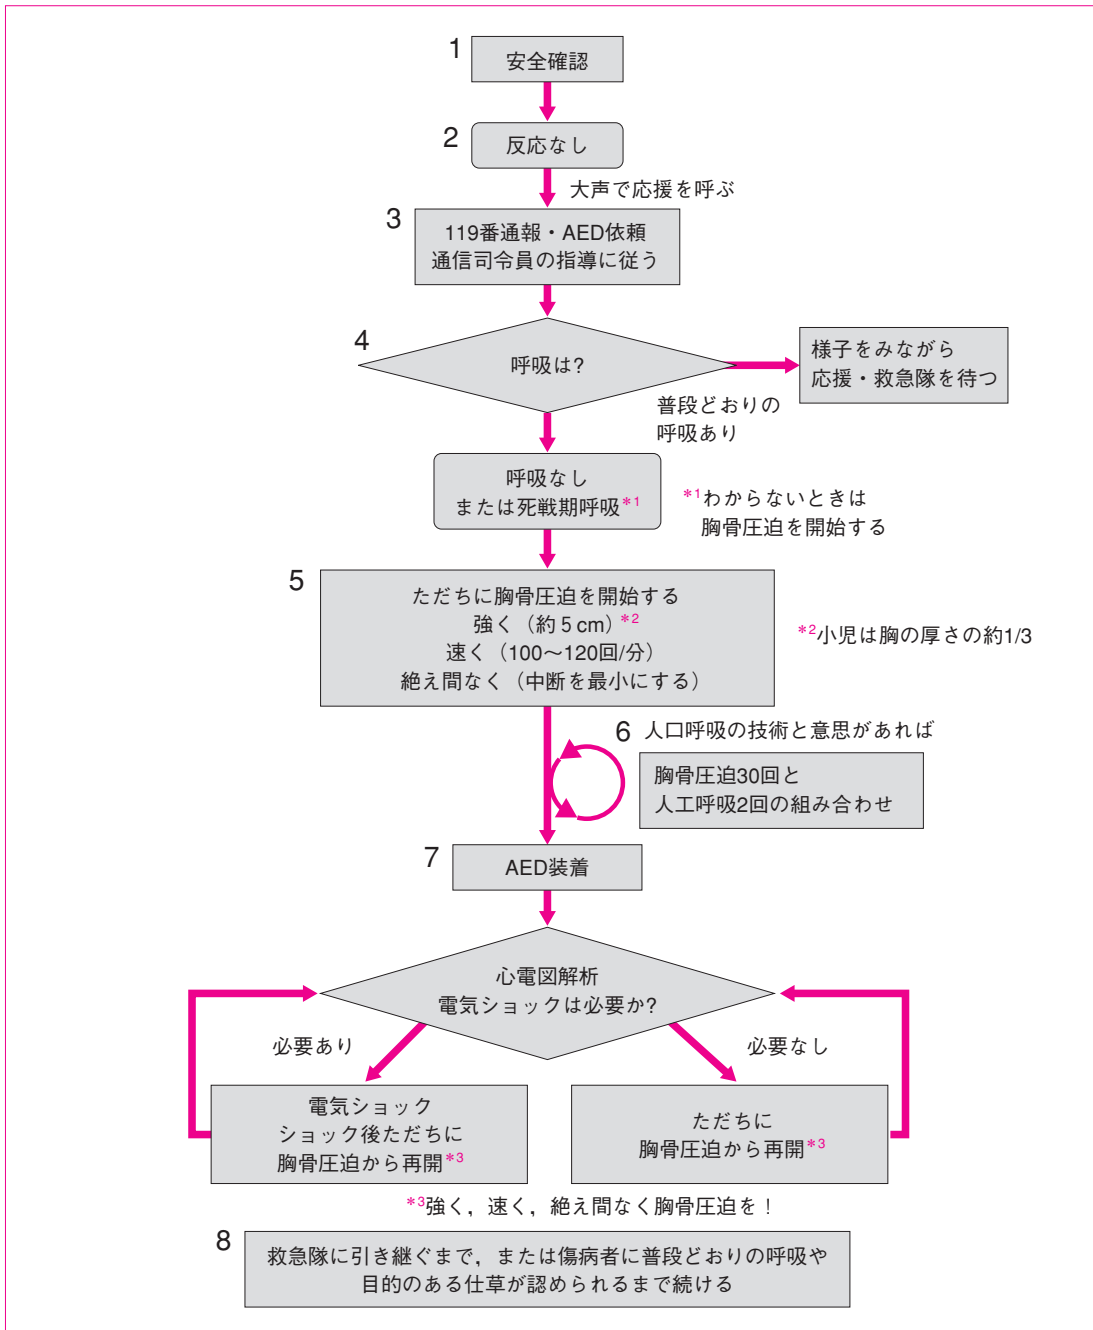 1
安全確認
2
反応なし
大声で応援を呼ぶ
3
119番通報・AED依頼
通信司令員の指導に従う
4
呼吸は?
様子をみながら
応援・救急隊を待つ
普段どおりの
呼吸あり
呼吸なし
または死戦期呼吸*1
*1わからないときは
胸骨圧迫を開始する
5
ただちに胸骨圧迫を開始する
強く（約5cm）*2
速く（100〜120回/分）
絶え間なく（中断を最小にする）
*2小児は胸の厚さの約1/3
6
人口呼吸の技術と意思があれば
胸骨圧迫30回と
人工呼吸2回の組み合わせ
7
AED装着
心電図解析
電気ショックは必要か?
必要あり
必要なし
電気ショック
ショック後ただちに
胸骨圧迫から再開*3
ただちに
胸骨圧迫から再開*3
*3強く，速く，絶え間なく胸骨圧迫を！
8
救急隊に引き継ぐまで，または傷病者に普段どおりの呼吸や
目的のある仕草が認められるまで続ける